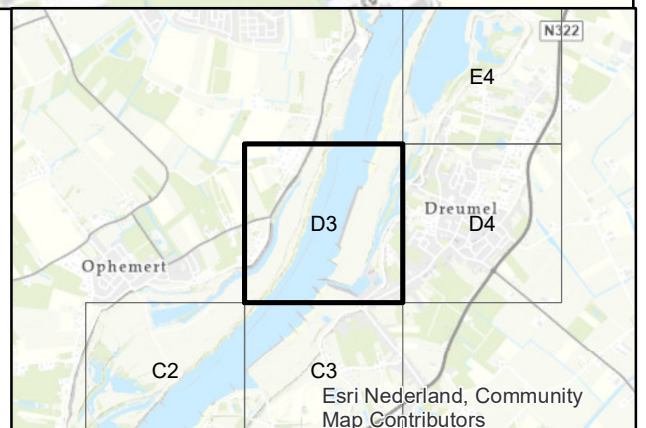 N322
E4
Dreumel
D3
D4
Ophemert
C2
C3
Esri Nederland, Community
Map Contributors